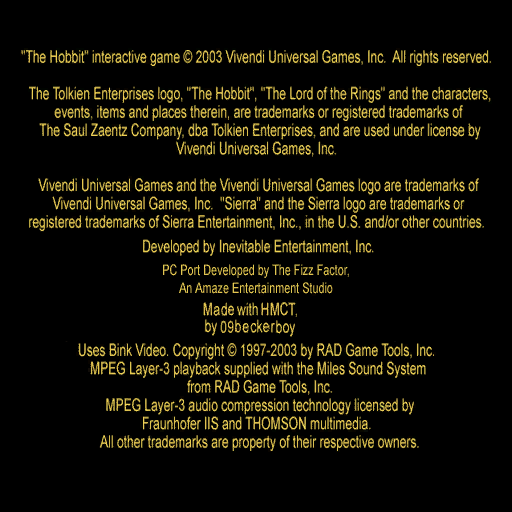 "The Hobbit" interactive game © 2003 Vivendi Universal Games, Inc.  All rights reserved.
The Tolkien Enterprises logo, "The Hobbit", "The Lord of the Rings" and the characters,
events, items and places therein, are trademarks or registered trademarks of
The Saul Zaentz Company, dba Tolkien Enterprises, and are used under license by
Vivendi Universal Games, Inc.
Vivendi Universal Games and the Vivendi Universal Games logo are trademarks of
Vivendi Universal Games, Inc.  "Sierra" and the Sierra logo are trademarks or
registered trademarks of Sierra Entertainment, Inc., in the U.S. and/or other countries.
Developed by Inevitable Entertainment, Inc.
PC Port Developed by The Fizz Factor,
An Amaze Entertainment Studio
Made with HMCT,
by 09beckerboy
Uses Bink Video. Copyright © 1997-2003 by RAD Game Tools, Inc.
MPEG Layer-3 playback supplied with the Miles Sound System
from RAD Game Tools, Inc.
MPEG Layer-3 audio compression technology licensed by
Fraunhofer IIS and THOMSON multimedia.
All other trademarks are property of their respective owners.